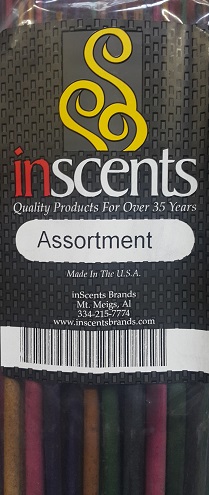 inscents
Quality Products For Over 35 Years
Assortment
Made In The U.S.A.
inScents Brands
Mt. Meigs, Al
334-215-7774
www.inscentsbrands.com